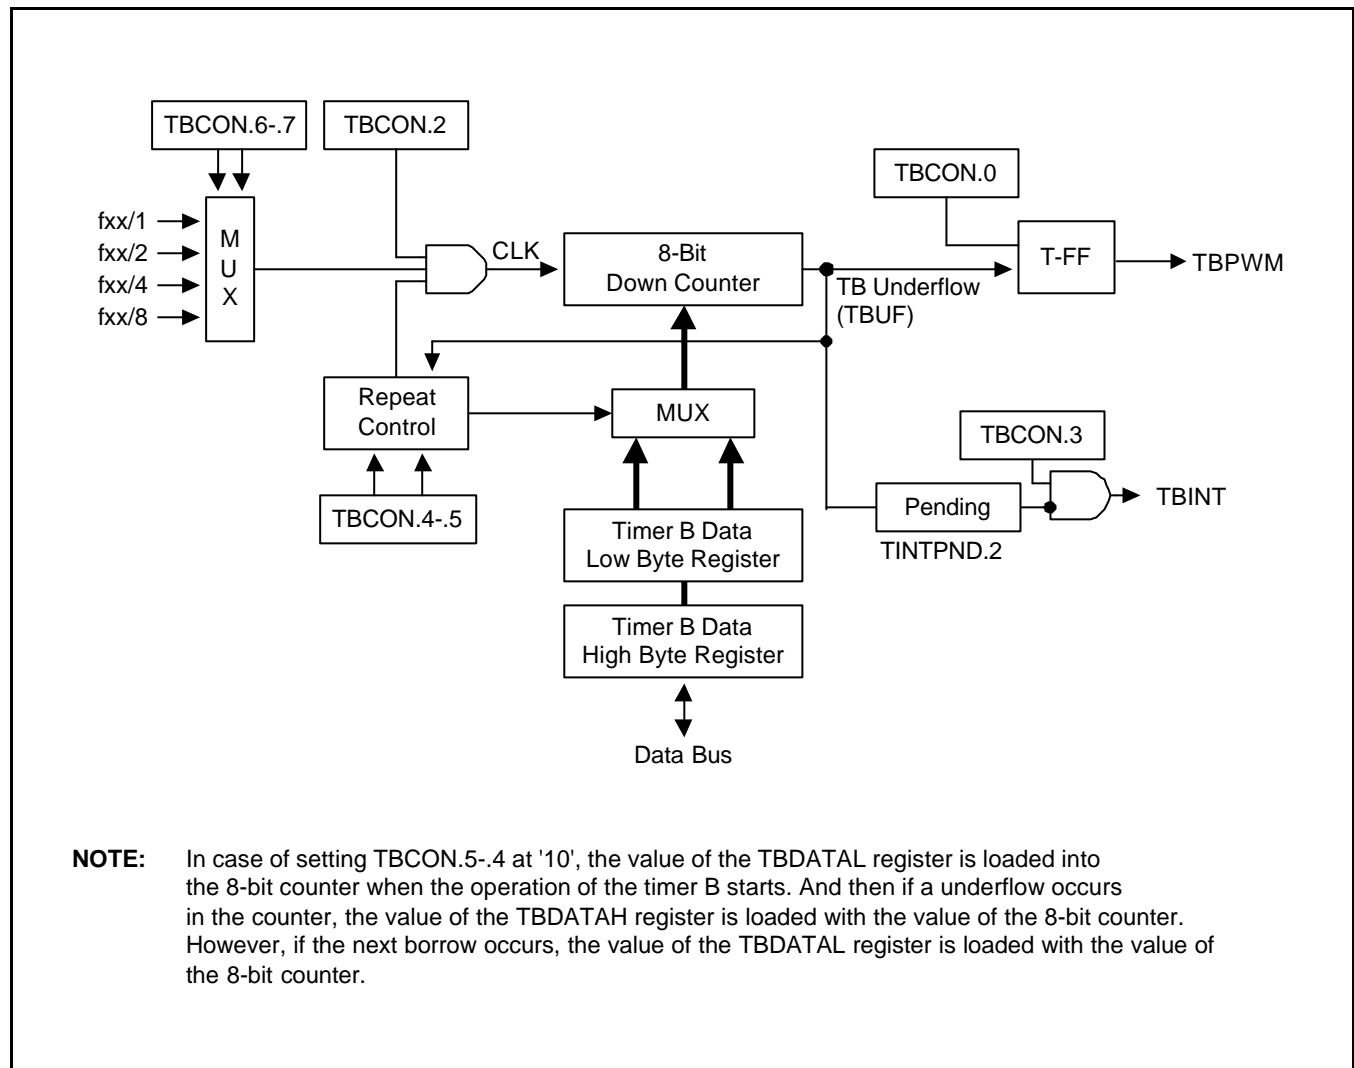 TBCON.6-.7
TBCON.2
TBCON.0
fxx/1
fxx/2
fxx/4
fxx/8
M
U
X
CLK
8-Bit
Down Counter
TB Underflow
(TBUF)
T-FF
TBPWM
Repeat
Control
MUX
TBCON.3
TBCON.4-.5
Pending
TINTPND.2
TBINT
Timer B Data
Low Byte Register
Timer B Data
High Byte Register
Data Bus
NOTE: In case of setting TBCON.5-.4 at '10', the value of the TBDATAL register is loaded into
the 8-bit counter when the operation of the timer B starts. And then if a underflow occurs
in the counter, the value of the TBDATAH register is loaded with the value of the 8-bit counter.
However, if the next borrow occurs, the value of the TBDATAL register is loaded with the value of
the 8-bit counter.